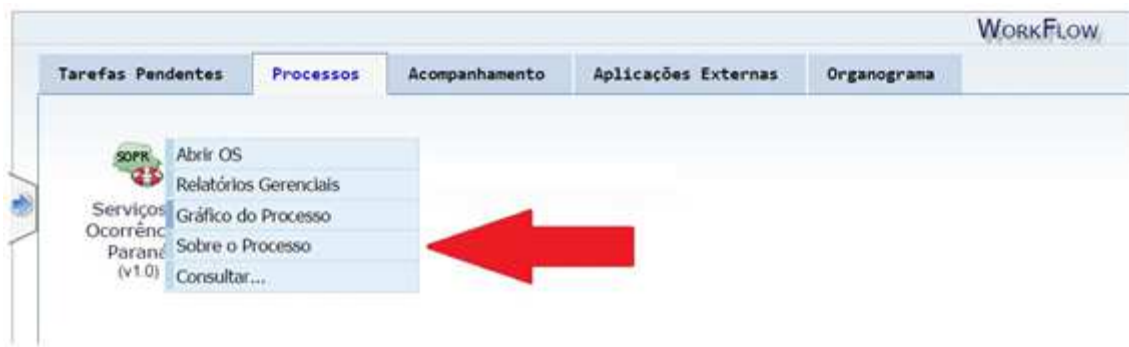 WORKFLOW
Tarefas Pendentes Processos Acompanhamento Aplicações Externas Organograma
SOPR
Abrir OS
Relatórios Gerenciais
Serviços
Gráfico do Processo
Ocorrênc
Sobre o Processo
Paraná
(v1.0)
Consultar...